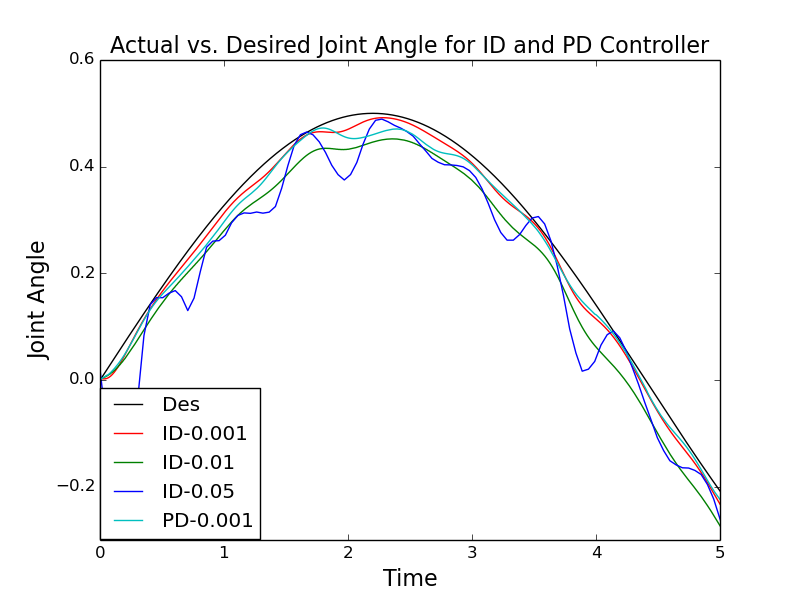 Actual vs. Desired Joint Angle for ID and PD Controller
0.6
0.4
0.2
0.0
−0.2
Joint Angle
Des
ID-0.001
ID-0.01
ID-0.05
PD-0.001
0 1 2 3 4 5
Time